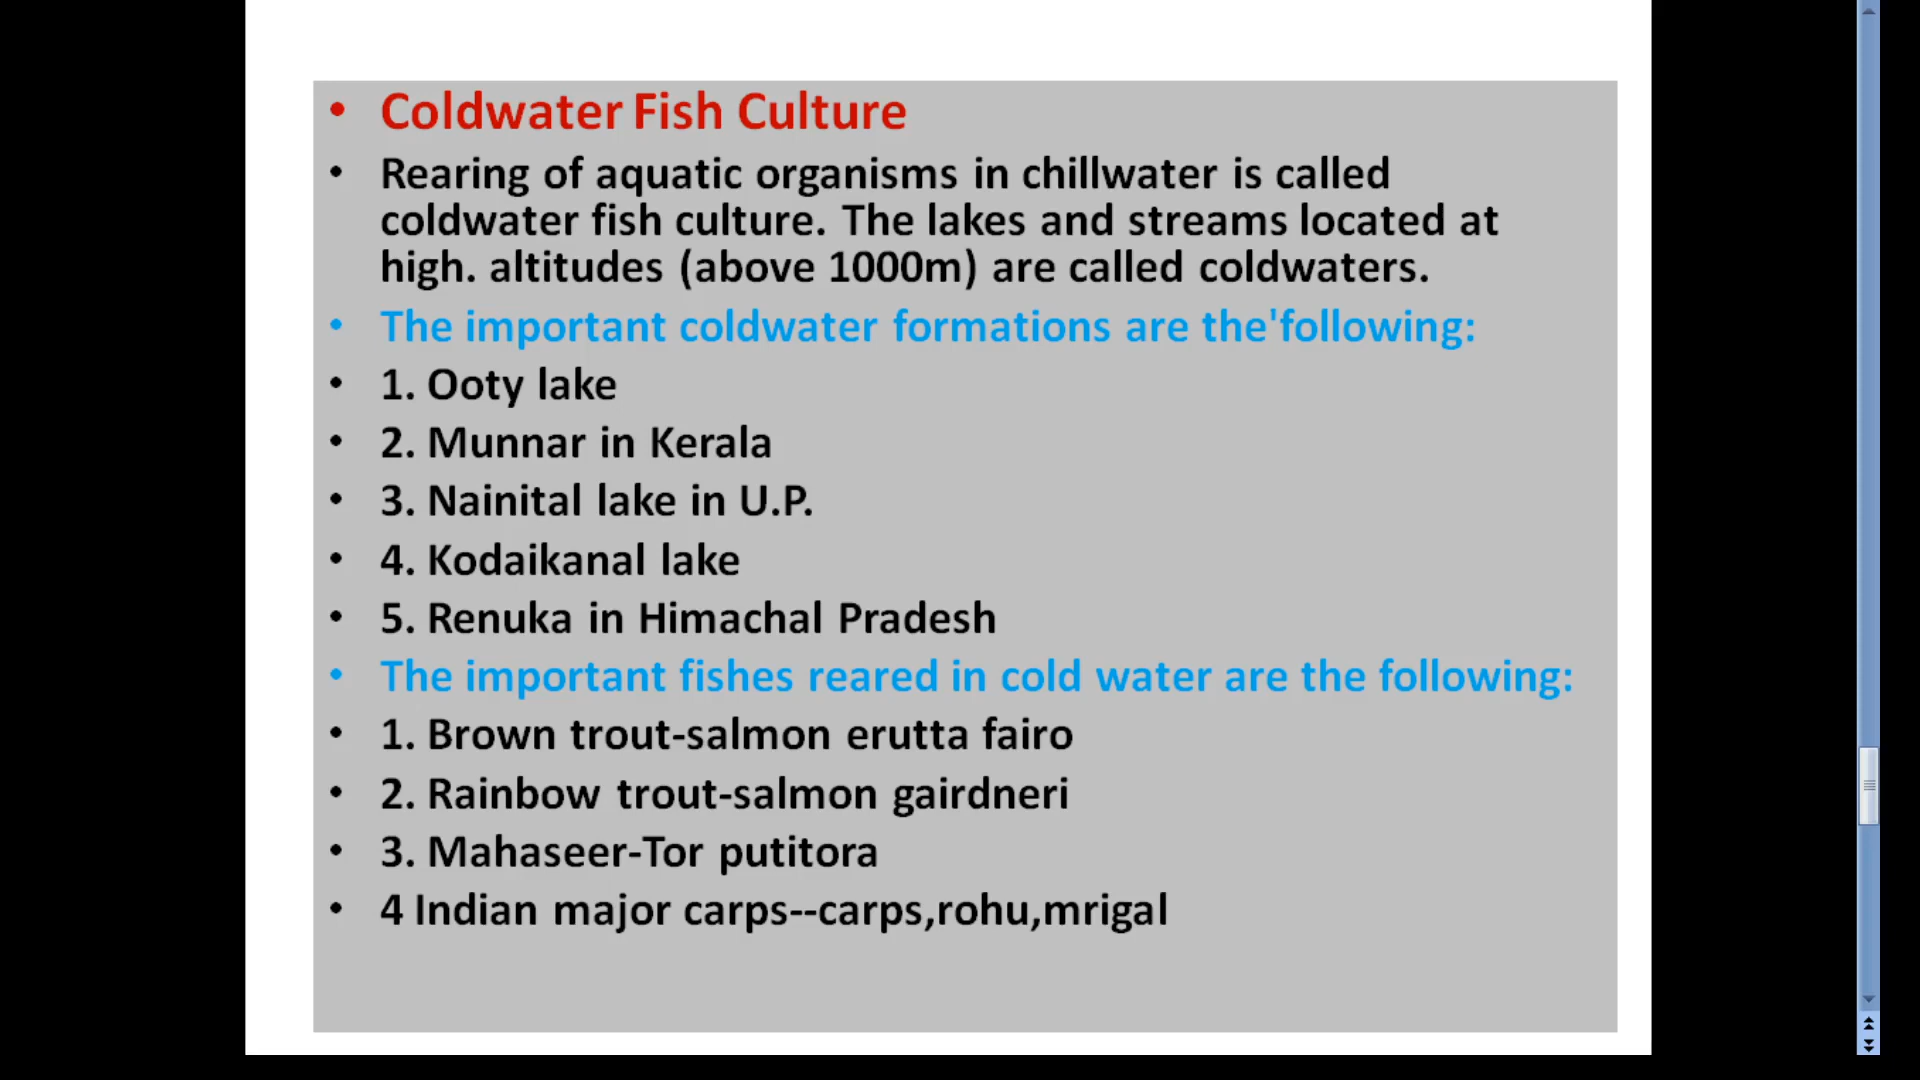 • Coldwater Fish Culture
• Rearing of aquatic organisms in chillwater is called
coldwater fish culture. The lakes and streams located at
high. altitudes (above 1000m) are called coldwaters.
• The important coldwater formations are the'following:
• 1. Ooty lake
• 2. Munnar in Kerala
• 3. Nainital lake in U.P.
• 4. Kodaikanal lake
• 5. Renuka in Himachal Pradesh
• The important fishes reared in cold water are the following:
• 1. Brown trout-salmon erutta fairo
• 2. Rainbow trout-salmon gairdneri
• 3. Mahaseer-Tor putitora
• 4 Indian major carps--carps,rohu,mrigal